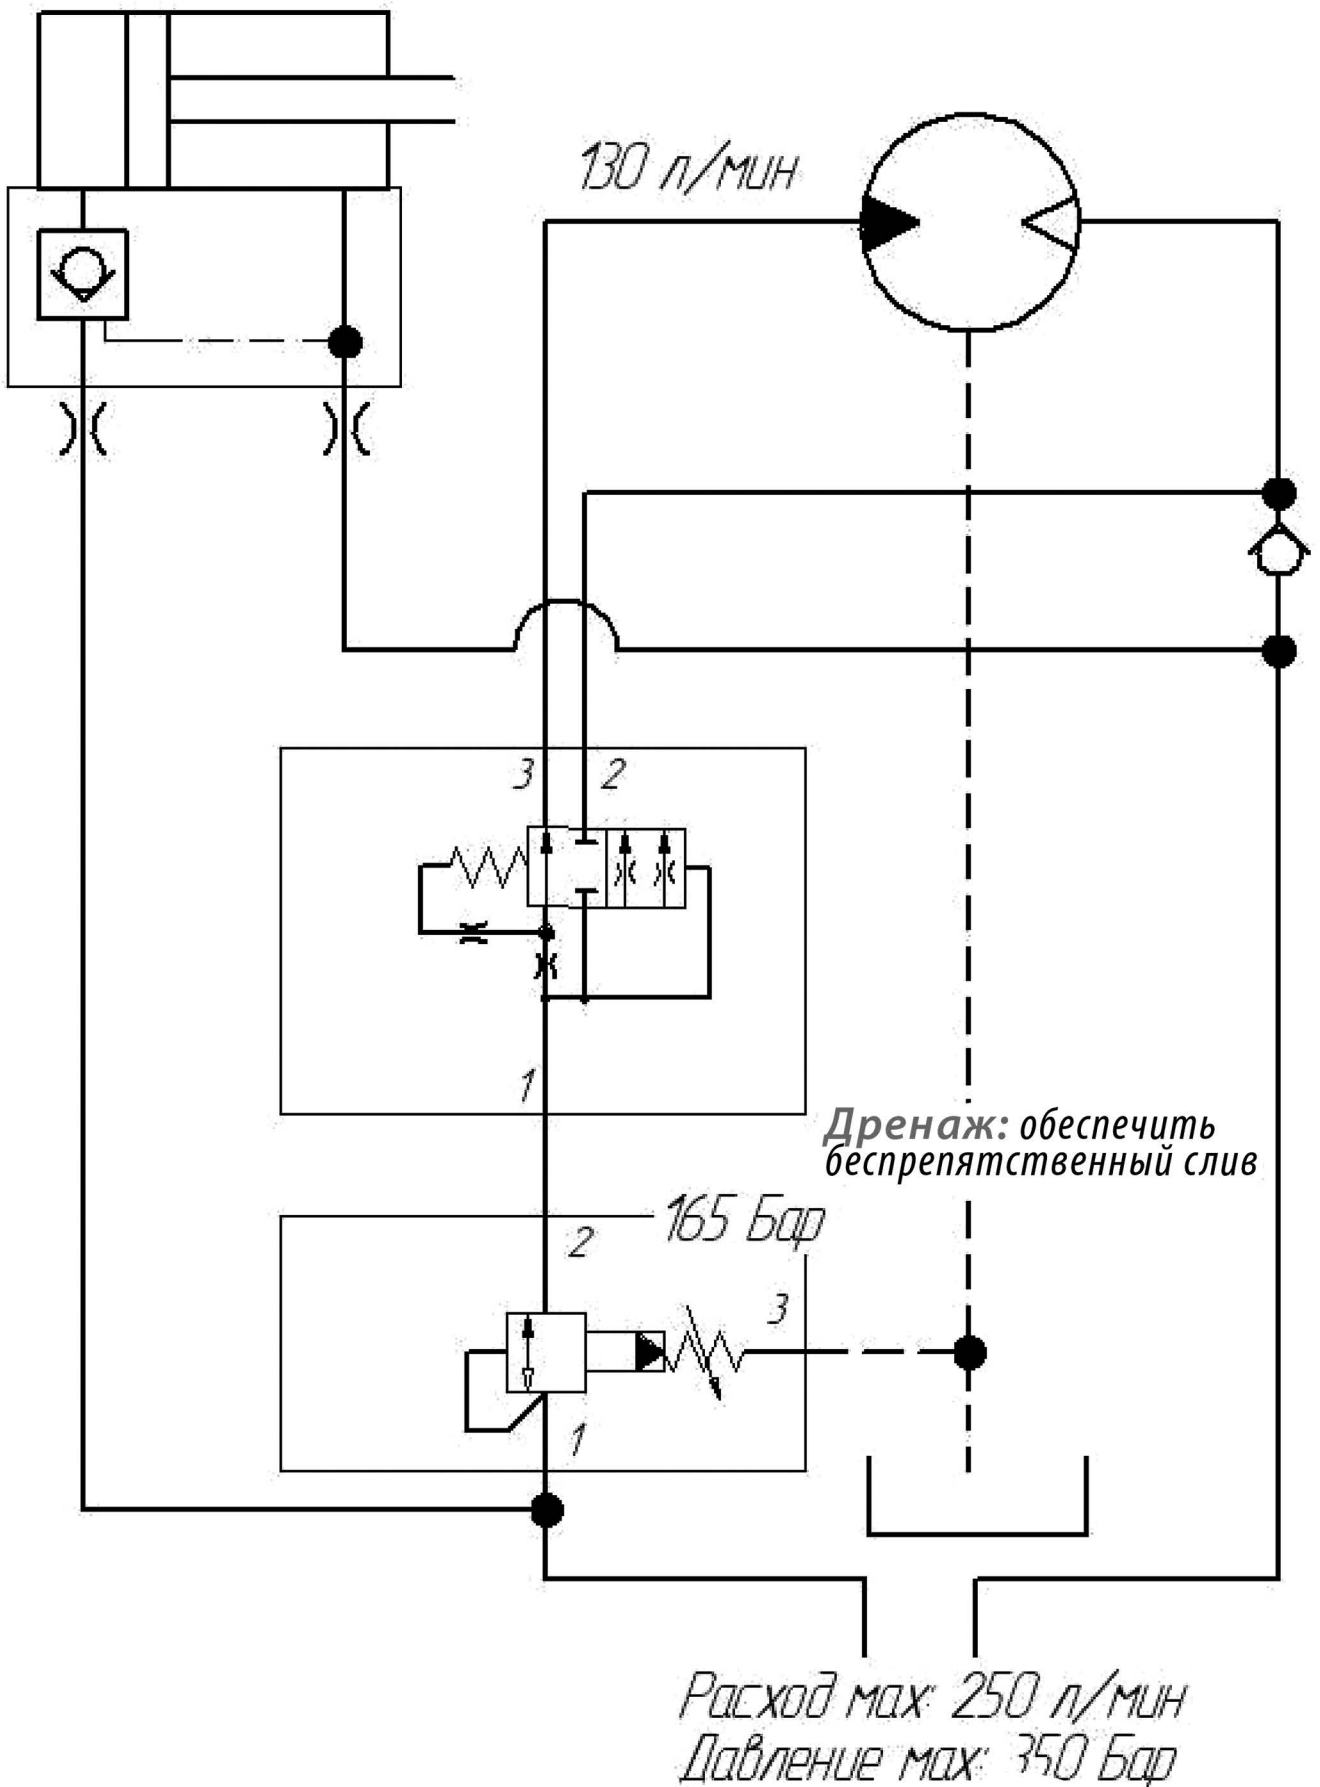 130 л/мин
3 2
1
Дренаж: обеспечить
беспрепятственный слив
165 Бар
2
3
1
Расход max: 250 л/мин
Давление max: 350 Бар